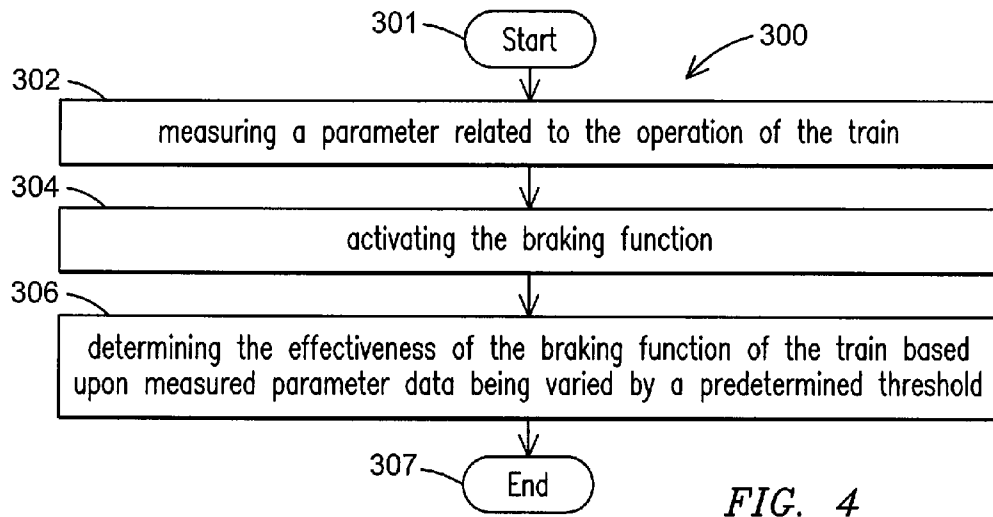 301
Start
300
302
measuring a parameter related to the operation of the train
304
activating the braking function
306
determining the effectiveness of the braking function of the train based
upon measured parameter data being varied by a predetermined threshold
307
End
FIG. 4